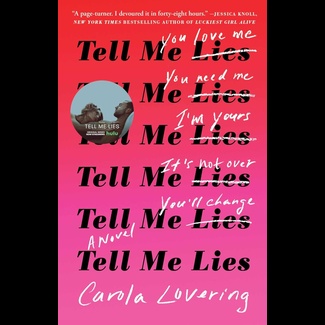 "A page-turner. I devoured it in forty-eight hours." —JESSICA KNOLL,
NEW YORK TIMES BESTSELLING AUTHOR OF LUCKIEST GIRL ALIVE
you love me
Tell Me Lies
you need me
Tell Me Lies
I'm yours
Tell Me Lies
It's not over
Tell Me Lies
You'll change
Tell Me Lies
A Novel
Tell Me Lies
Carola Lovering
TELL ME LIES
hulu